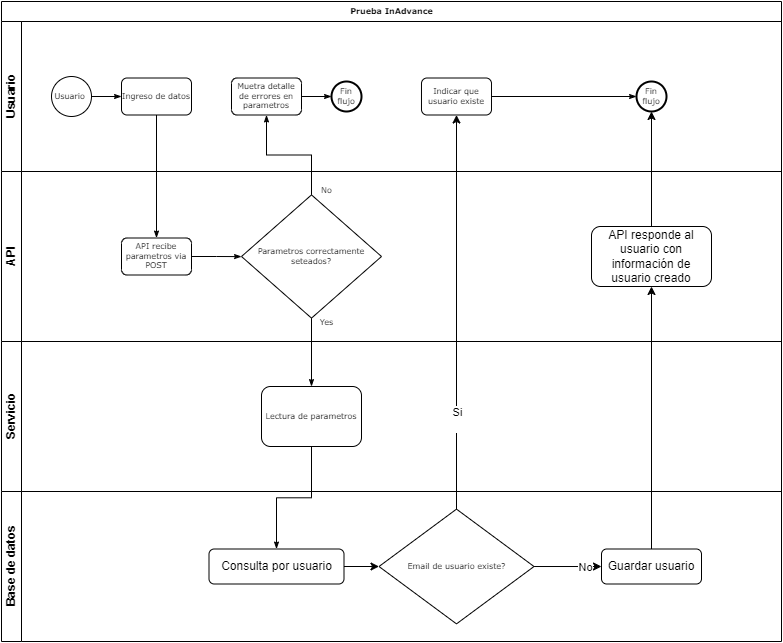 Prueba InAdvance
Usuario
Usuario
Ingreso de datos
Muetra detalle
de errores en
parametros
Fin
flujo
Indicar que
usuario existe
Fin
flujo
API
No
API recibe
parametros via
POST
Parametros correctamente
seteados?
Yes
API responde al
usuario con
información de
usuario creado
Servicio
Lectura de parametros
Si
Base de datos
Consulta por usuario
Email de usuario existe?
No
Guardar usuario